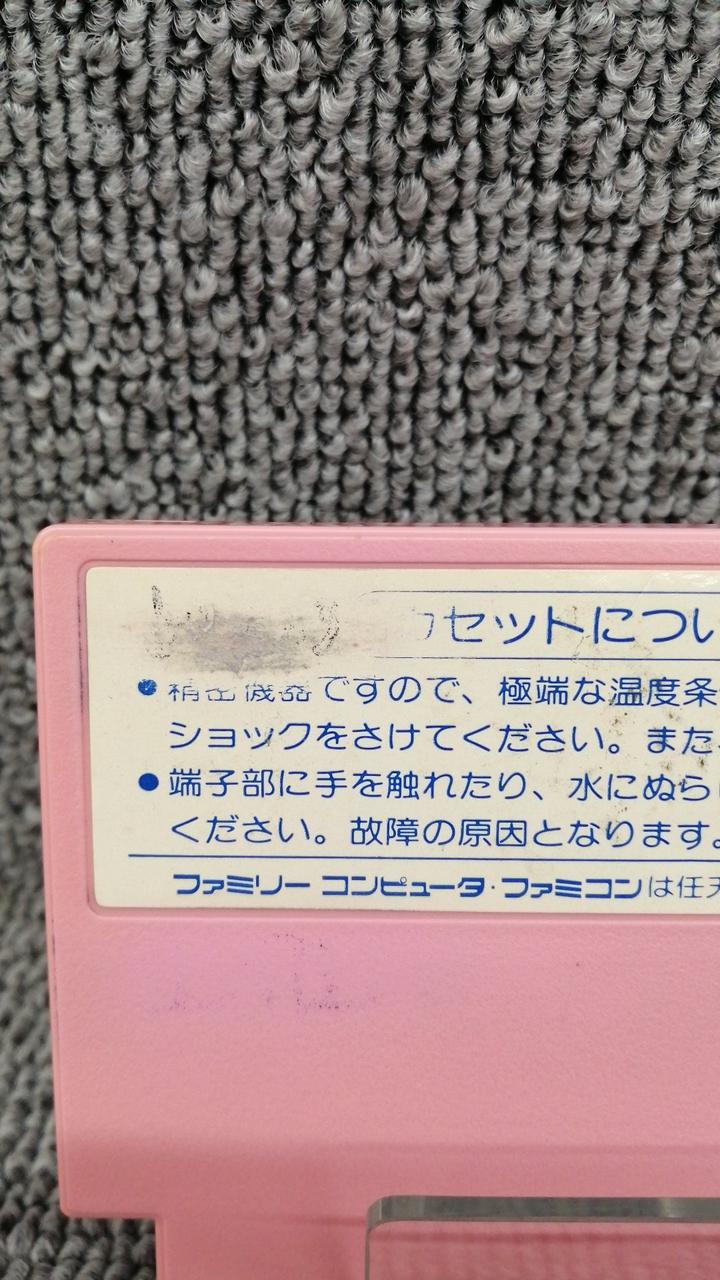 カセットについ
● 精密機器ですので、極端な温度条
ショックをさけてください。また、
● 端子部に手を触れたり、水にぬら
ください。故障の原因となります。
ファミリー コンピュータ・ファミコンは任天